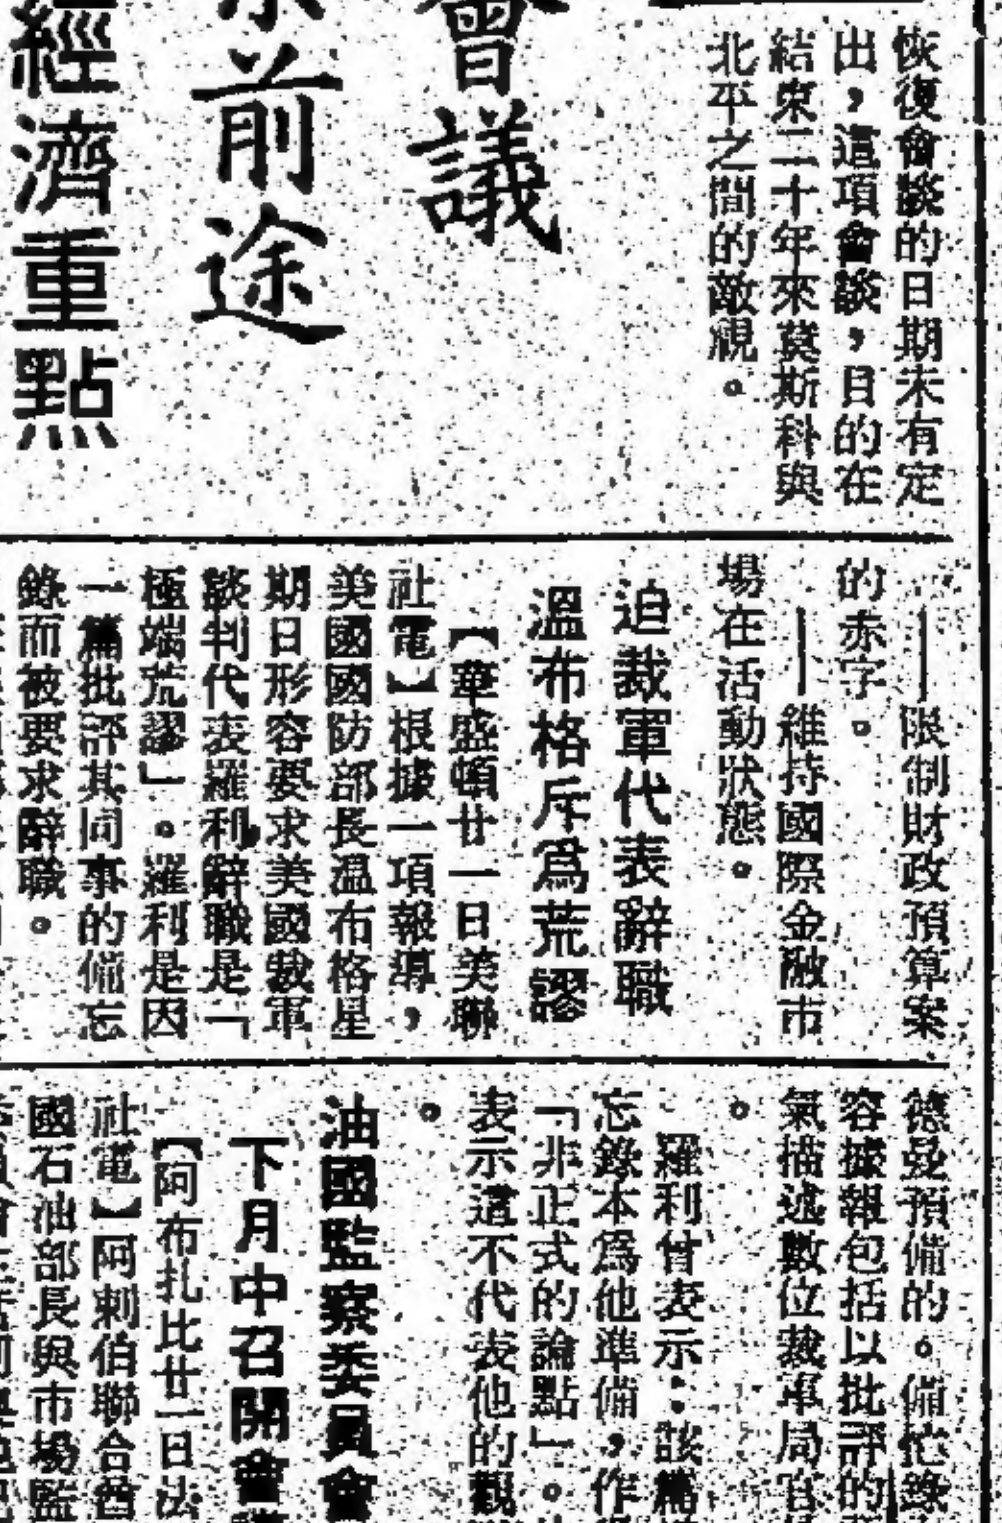 恢復會談的日期未有定
出，這項會談，目的在
結束二十年來莫斯科與
北平之間的敵視。
會議
前途
經濟重點
——限制財政預算案
的赤字。
——維持國際金融市
場在活動狀態。
迫裁軍代表辭職
溫布格斥爲荒謬
【華盛頓廿一日美聯
社電】根據一項報導，
美國國防部長温布格星
期日形容要求美國裁軍
談判代表羅利辭職是「
極端荒謬」。羅利是因
一篇批評其同事的備忘
錄而被要求辭職。
德曼預備的。備忙錄
容據報包括以批評的
氣描述數位裁軍局官
。
羅利曾表示：該篇
忘錄本爲他準備，作
「非正式的論點」。
表示這不代表他的觀
。
油國監察委員會
下月中召開會
【阿布扎比廿一日法
社電】阿剌伯聯合酋
國石油部長與市場監